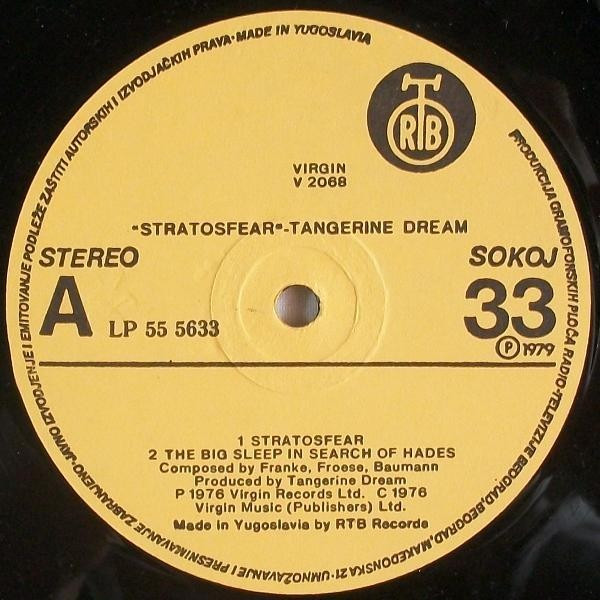 JAVNO IZVODJENJE I EMITOVANJE PODLEŽE ZAŠTITI AUTORSKIH I IZVODJAČKIH PRAVA·MADE IN YUGOSLAVIA
PRODUKCIJA GRAMOFONSKIH PLOČA RADIO-TELEVIZIJE BEOGRAD, BEOGRAD, MAKEDONSKA 21·UMNOŽAVANJE I PRESNIMAVANJE ZABRANJENO·
RTB
VIRGIN
V 2068
"STRATOSFEAR"-TANGERINE DREAM
STEREO
SOKOJ
A
LP 55 5633
33
Ⓟ 1979
1 STRATOSFEAR
2 THE BIG SLEEP IN SEARCH OF HADES
Composed by Franke, Froese, Baumann
Produced by Tangerine Dream
P 1976 Virgin Records Ltd. C 1976
Virgin Music (Publishers) Ltd.
Made in Yugoslavia by RTB Records